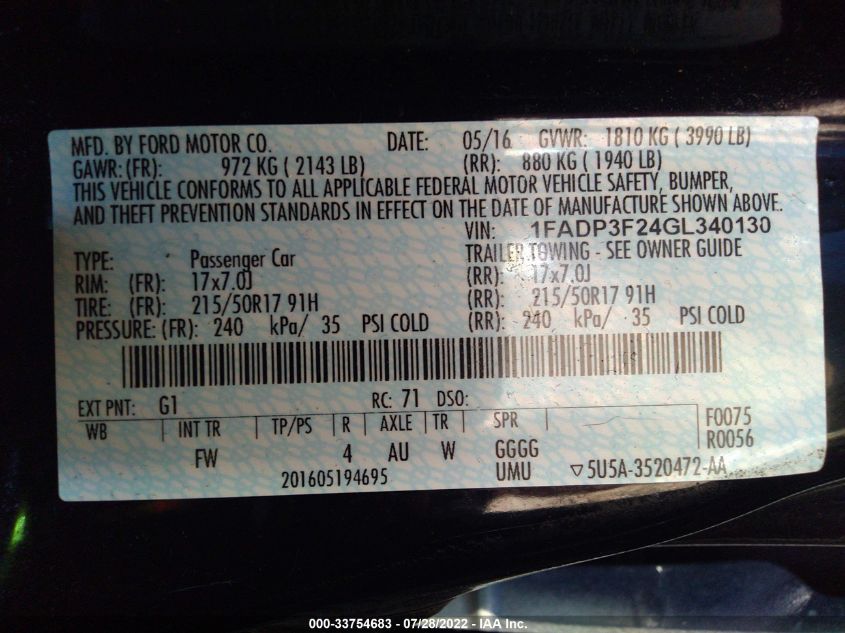 MFD. BY FORD MOTOR CO. DATE: 05/16 GVWR: 1810 KG ( 3990 LB)
GAWR:(FR): 972 KG ( 2143 LB) (RR): 880 KG ( 1940 LB)
THIS VEHICLE CONFORMS TO ALL APPLICABLE FEDERAL MOTOR VEHICLE SAFETY, BUMPER,
AND THEFT PREVENTION STANDARDS IN EFFECT ON THE DATE OF MANUFACTURE SHOWN ABOVE.
VIN: 1FADP3F24GL340130
TYPE: Passenger Car TRAILER TOWING - SEE OWNER GUIDE
RIM: (FR): 17x7.0J (RR): 17x7.0J
TIRE: (FR): 215/50R17 91H (RR): 215/50R17 91H
PRESSURE: (FR): 240 kPa/ 35 PSI COLD (RR): 240 kPa/ 35 PSI COLD
EXT PNT: G1 RC: 71 DSO:
WB INT TR TP/PS R AXLE TR SPR F0075
FW 4 AU W GGGG R0056
201605194695 UMU ▽5U5A-3520472-AA
000-33754683 - 07/28/2022 - IAA Inc.